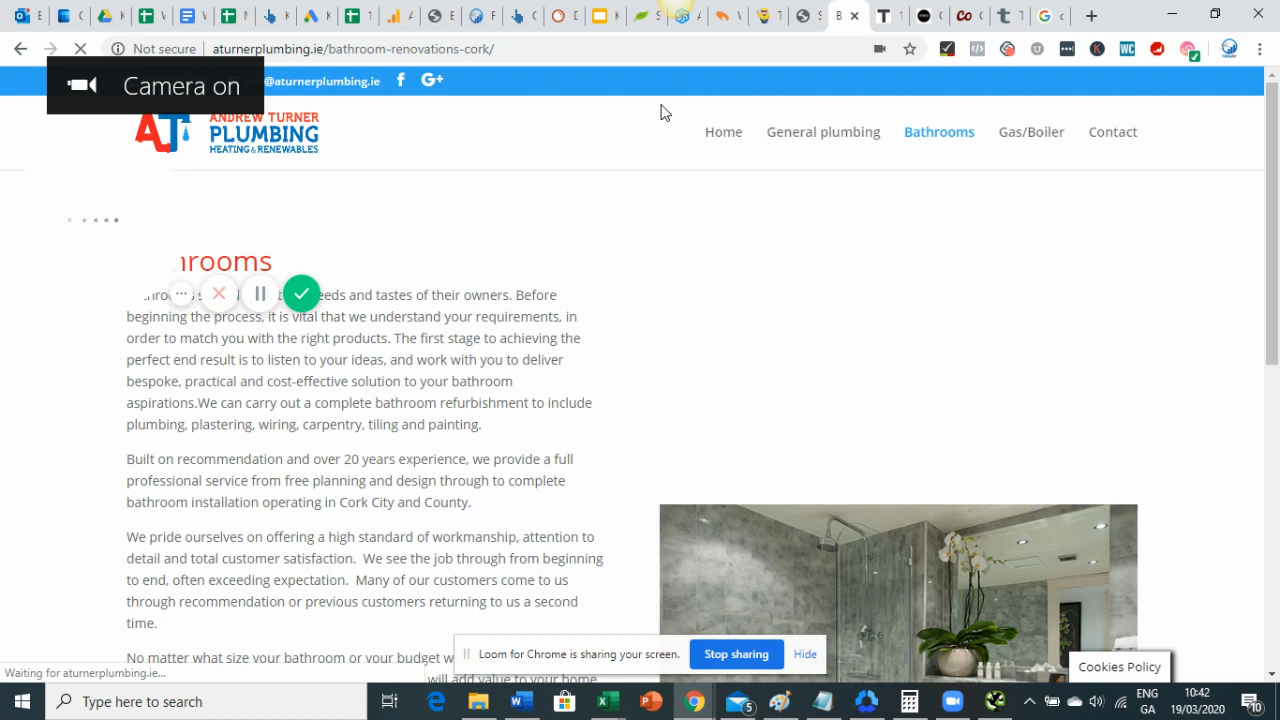 Not secure
aturnerplumbing.ie/bathroom-renovations-cork/
Camera on
@aturnerplumbing.ie
ANDREW TURNER
PLUMBING
HEATING & RENEWABLES
Home
General plumbing
Bathrooms
Gas/Boiler
Contact
hrooms
needs and tastes of their owners. Before
beginning the process, it is vital that we understand your requirements, in
order to match you with the right products. The first stage to achieving the
perfect end result is to listen to your ideas, and work with you to deliver
bespoke, practical and cost-effective solution to your bathroom
aspirations.We can carry out a complete bathroom refurbishment to include
plumbing, plastering, wiring, carpentry, tiling and painting.
Built on recommendation and over 20 years experience, we provide a full
professional service from free planning and design through to complete
bathroom installation operating in Cork City and County.
We pride ourselves on offering a high standard of workmanship, attention to
detail and total customer satisfaction.  We see the job through from beginning
to end, often exceeding expectation.  Many of our customers come to us
through recommendation or previous customers returning to us a second
time.
No matter what size your bathroom or your budget
will add value to your home
Loom for Chrome is sharing your screen.
Stop sharing
Hide
Cookies Policy
Waiting for aturnerplumbing.ie...
Type here to search
5
ENG
GA
10:42
19/03/2020
10